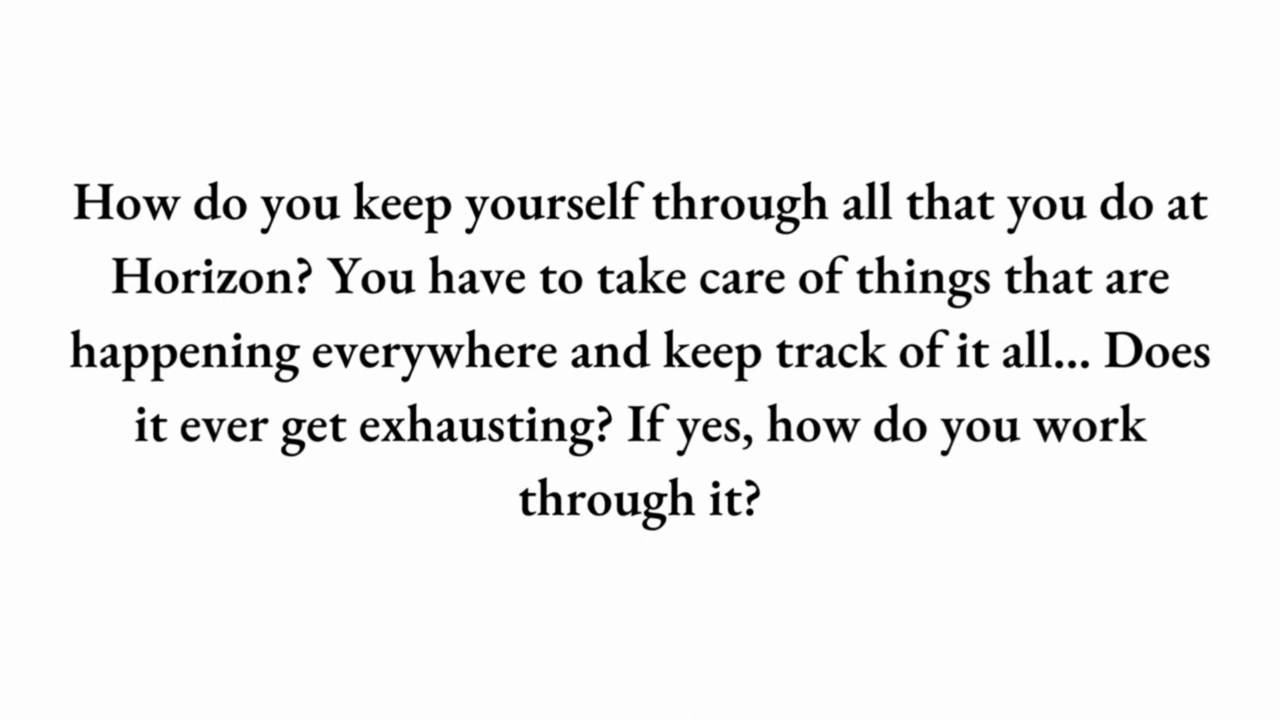 How do you keep yourself through all that you do at
Horizon? You have to take care of things that are
happening everywhere and keep track of it all... Does
it ever get exhausting? If yes, how do you work
through it?